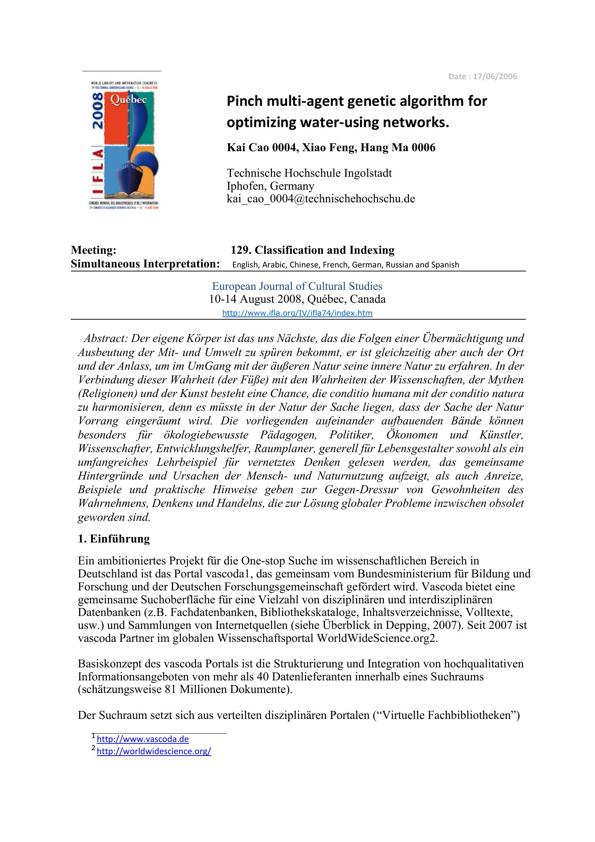 Date : 17/06/2006
2008
Québec
IFLA
Pinch multi-agent genetic algorithm for
optimizing water-using networks.
Kai Cao 0004, Xiao Feng, Hang Ma 0006
Technische Hochschule Ingolstadt
Iphofen, Germany
kai_cao_0004@technischehochschu.de
Meeting: 129. Classification and Indexing
Simultaneous Interpretation: English, Arabic, Chinese, French, German, Russian and Spanish
European Journal of Cultural Studies
10-14 August 2008, Québec, Canada
http://www.ifla.org/IV/ifla74/index.htm
Abstract: Der eigene Körper ist das uns Nächste, das die Folgen einer Übermächtigung und
Ausbeutung der Mit- und Umwelt zu spüren bekommt, er ist gleichzeitig aber auch der Ort
und der Anlass, um im UmGang mit der äußeren Natur seine innere Natur zu erfahren. In der
Verbindung dieser Wahrheit (der Füße) mit den Wahrheiten der Wissenschaften, der Mythen
(Religionen) und der Kunst besteht eine Chance, die conditio humana mit der conditio natura
zu harmonisieren, denn es müsste in der Natur der Sache liegen, dass der Sache der Natur
Vorrang eingeräumt wird. Die vorliegenden aufeinander aufbauenden Bände können
besonders für ökologiebewusste Pädagogen, Politiker, Ökonomen und Künstler,
Wissenschafter, Entwicklungshelfer, Raumplaner, generell für Lebensgestalter sowohl als ein
umfangreiches Lehrbeispiel für vernetztes Denken gelesen werden, das gemeinsame
Hintergründe und Ursachen der Mensch- und Naturnutzung aufzeigt, als auch Anreize,
Beispiele und praktische Hinweise geben zur Gegen-Dressur von Gewohnheiten des
Wahrnehmens, Denkens und Handelns, die zur Lösung globaler Probleme inzwischen obsolet
geworden sind.
1. Einführung
Ein ambitioniertes Projekt für die One-stop Suche im wissenschaftlichen Bereich in
Deutschland ist das Portal vascoda1, das gemeinsam vom Bundesministerium für Bildung und
Forschung und der Deutschen Forschungsgemeinschaft gefördert wird. Vascoda bietet eine
gemeinsame Suchoberfläche für eine Vielzahl von disziplinären und interdisziplinären
Datenbanken (z.B. Fachdatenbanken, Bibliothekskataloge, Inhaltsverzeichnisse, Volltexte,
usw.) und Sammlungen von Internetquellen (siehe Überblick in Depping, 2007). Seit 2007 ist
vascoda Partner im globalen Wissenschaftsportal WorldWideScience.org2.
Basiskonzept des vascoda Portals ist die Strukturierung und Integration von hochqualitativen
Informationsangeboten von mehr als 40 Datenlieferanten innerhalb eines Suchraums
(schätzungsweise 81 Millionen Dokumente).
Der Suchraum setzt sich aus verteilten disziplinären Portalen (“Virtuelle Fachbibliotheken”)
1 http://www.vascoda.de
2 http://worldwidescience.org/